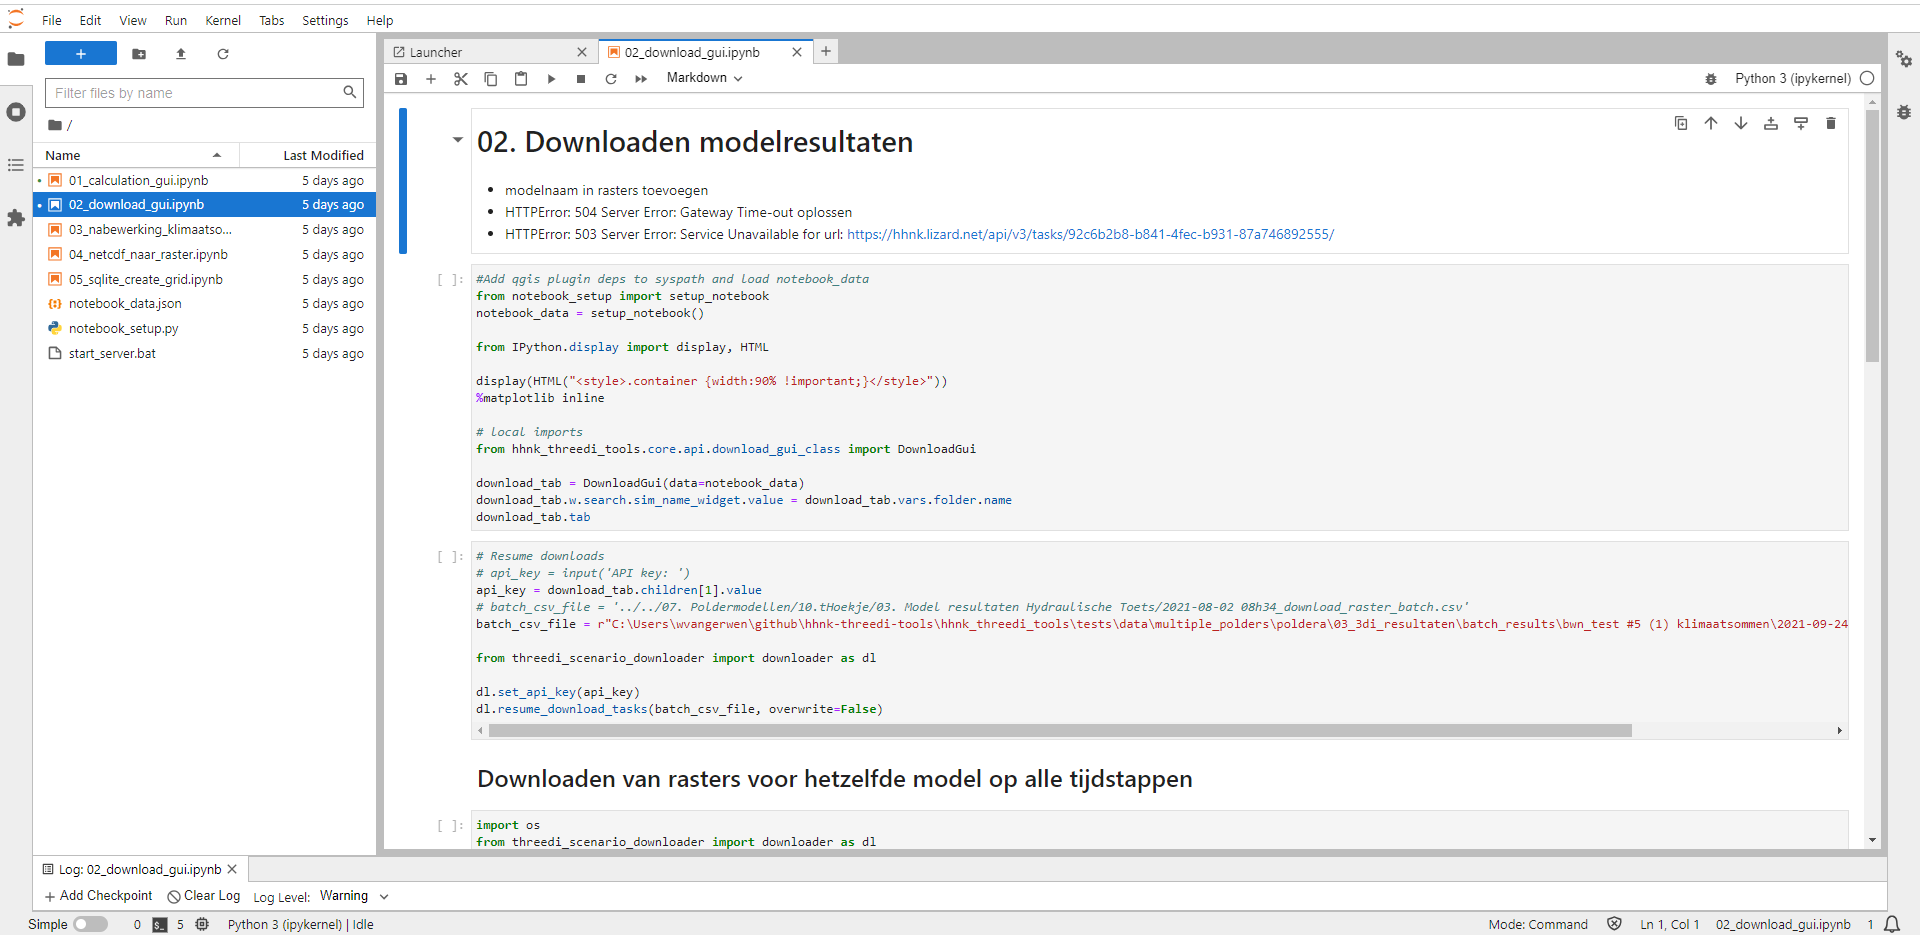 File Edit View Run Kernel Tabs Settings Help
Filter files by name
/
Name Last Modified
01_calculation_gui.ipynb 5 days ago
02_download_gui.ipynb 5 days ago
03_nabewerking_klimaatso... 5 days ago
04_netcdf_naar_raster.ipynb 5 days ago
05_sqlite_create_grid.ipynb 5 days ago
notebook_data.json 5 days ago
notebook_setup.py 5 days ago
start_server.bat 5 days ago
Launcher
02_download_gui.ipynb
Markdown
Python 3 (ipykernel)
02. Downloaden modelresultaten
• modelnaam in rasters toevoegen
• HTTPError: 504 Server Error: Gateway Time-out oplossen
• HTTPError: 503 Server Error: Service Unavailable for url: https://hhnk.lizard.net/api/v3/tasks/92c6b2b8-b841-4fec-b931-87a746892555/
[ ]:
#Add qgis plugin deps to syspath and load notebook_data
from notebook_setup import setup_notebook
notebook_data = setup_notebook()
from IPython.display import display, HTML
display(HTML("<style>.container {width:90% !important;}</style>"))
%matplotlib inline
# local imports
from hhnk_threedi_tools.core.api.download_gui_class import DownloadGui
download_tab = DownloadGui(data=notebook_data)
download_tab.w.search.sim_name_widget.value = download_tab.vars.folder.name
download_tab.tab
[ ]:
# Resume downloads
# api_key = input('API key: ')
api_key = download_tab.children[1].value
# batch_csv_file = '../../07. Poldermodellen/10.tHoekje/03. Model resultaten Hydraulische Toets/2021-08-02 08h34_download_raster_batch.csv'
batch_csv_file = r"C:\Users\wvangerwen\github\hhnk-threedi-tools\hhnk_threedi_tools\tests\data\multiple_polders\poldera\03_3di_resultaten\batch_results\bwn_test #5 (1) klimaatsommen\2021-09-24
from threedi_scenario_downloader import downloader as dl
dl.set_api_key(api_key)
dl.resume_download_tasks(batch_csv_file, overwrite=False)
Downloaden van rasters voor hetzelfde model op alle tijdstappen
[ ]:
import os
from threedi_scenario_downloader import downloader as dl
Log: 02_download_gui.ipynb
Add Checkpoint Clear Log Log Level: Warning
Simple 0 5 Python 3 (ipykernel) | Idle Mode: Command Ln 1, Col 1 02_download_gui.ipynb 1